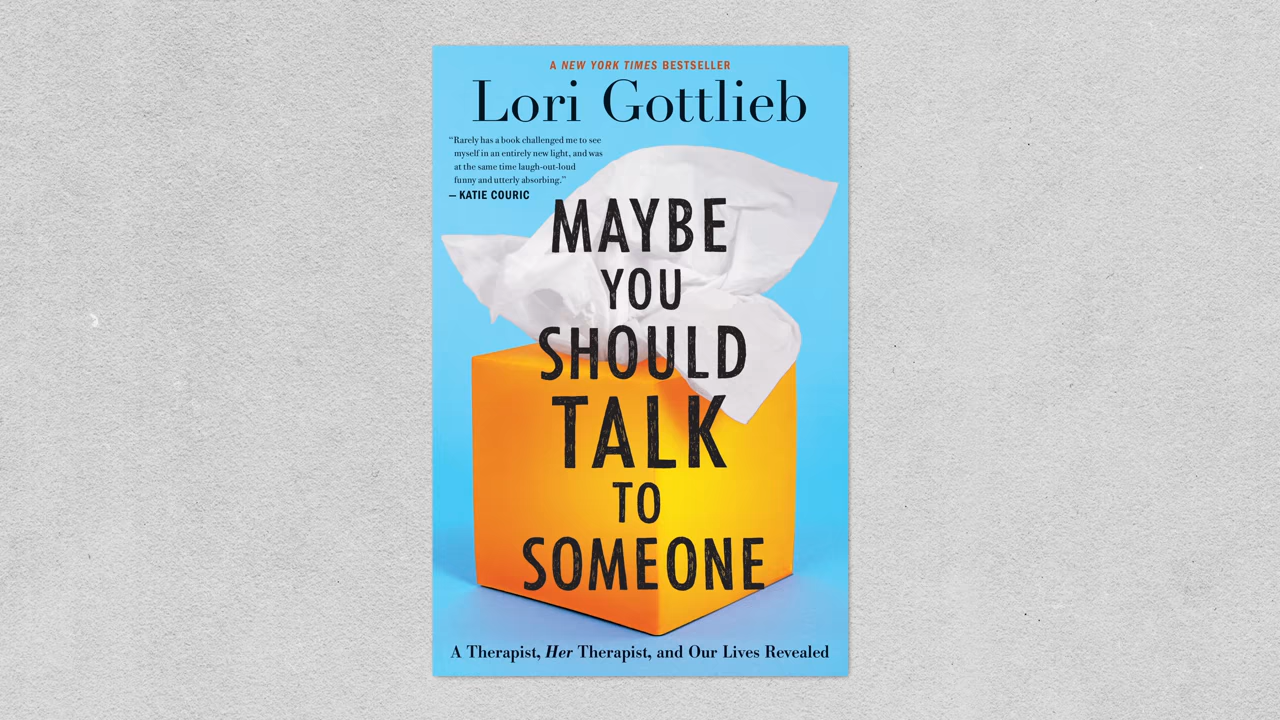 A NEW YORK TIMES BESTSELLER
Lori Gottlieb
“Rarely has a book challenged me to see
myself in an entirely new light, and was
at the same time laugh-out-loud
funny and utterly absorbing.”
— KATIE COURIC
MAYBE
YOU
SHOULD
TALK
TO
SOMEONE
A Therapist, Her Therapist, and Our Lives Revealed